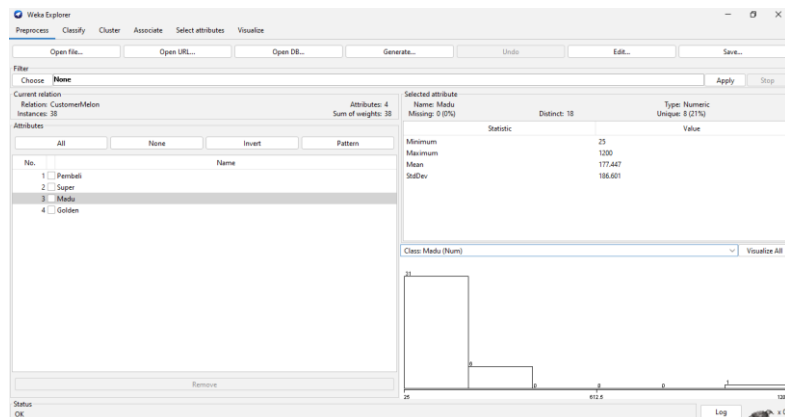 Weka Explorer
Preprocess Classify Cluster Associate Select attributes Visualize
Open file... Open URL... Open DB... Generate... Undo Edit... Save...
Filter
Choose None Apply Stop
Current relation
Relation: CustomerMelon Attributes: 4
Instances: 38 Sum of weights: 38
Attributes
All None Invert Pattern
No. Name
1 Pembeli
2 Super
3 Madu
4 Golden
Remove
Selected attribute
Name: Madu Type: Numeric
Missing: 0 (0%) Distinct: 18 Unique: 8 (21%)
Statistic Value
Minimum 25
Maximum 1200
Mean 177.447
StdDev 186.601
Class: Madu (Num) Visualize All
31
6
0 0 0 1
25 612.5
Status
OK Log x